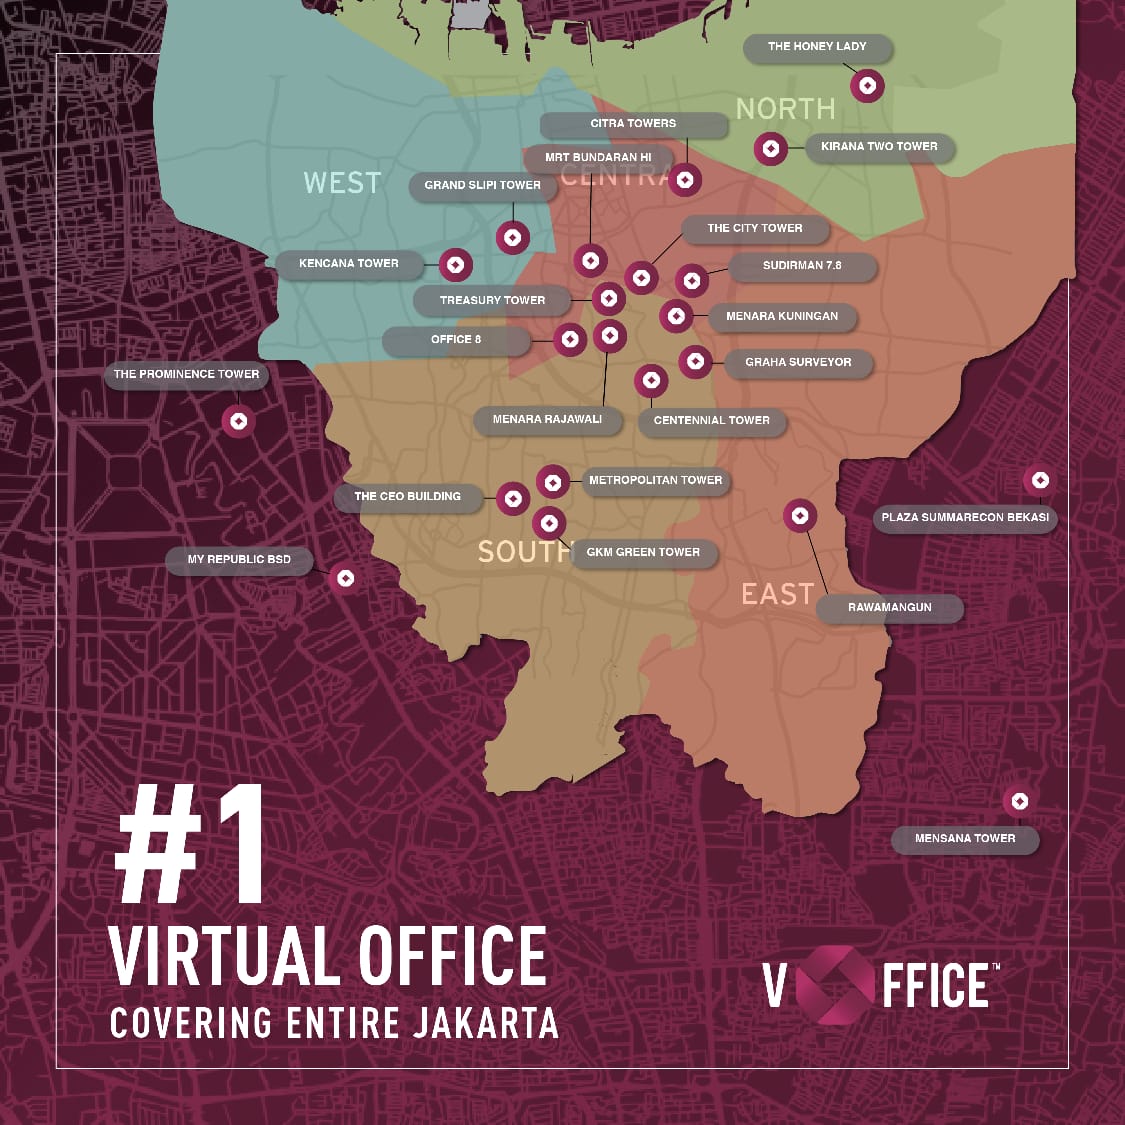 THE HONEY LADY
NORTH
CITRA TOWERS
KIRANA TWO TOWER
MRT BUNDARAN HI
CENTRA
WEST
GRAND SLIPI TOWER
THE CITY TOWER
KENCANA TOWER
SUDIRMAN 7.8
TREASURY TOWER
MENARA KUNINGAN
OFFICE 8
GRAHA SURVEYOR
THE PROMINENCE TOWER
MENARA RAJAWALI
CENTENNIAL TOWER
METROPOLITAN TOWER
THE CEO BUILDING
PLAZA SUMMARECON BEKASI
SOUTH
GKM GREEN TOWER
MY REPUBLIC BSD
EAST
RAWAMANGUN
MENSANA TOWER
#1
VIRTUAL OFFICE
COVERING ENTIRE JAKARTA
VOFFICE™